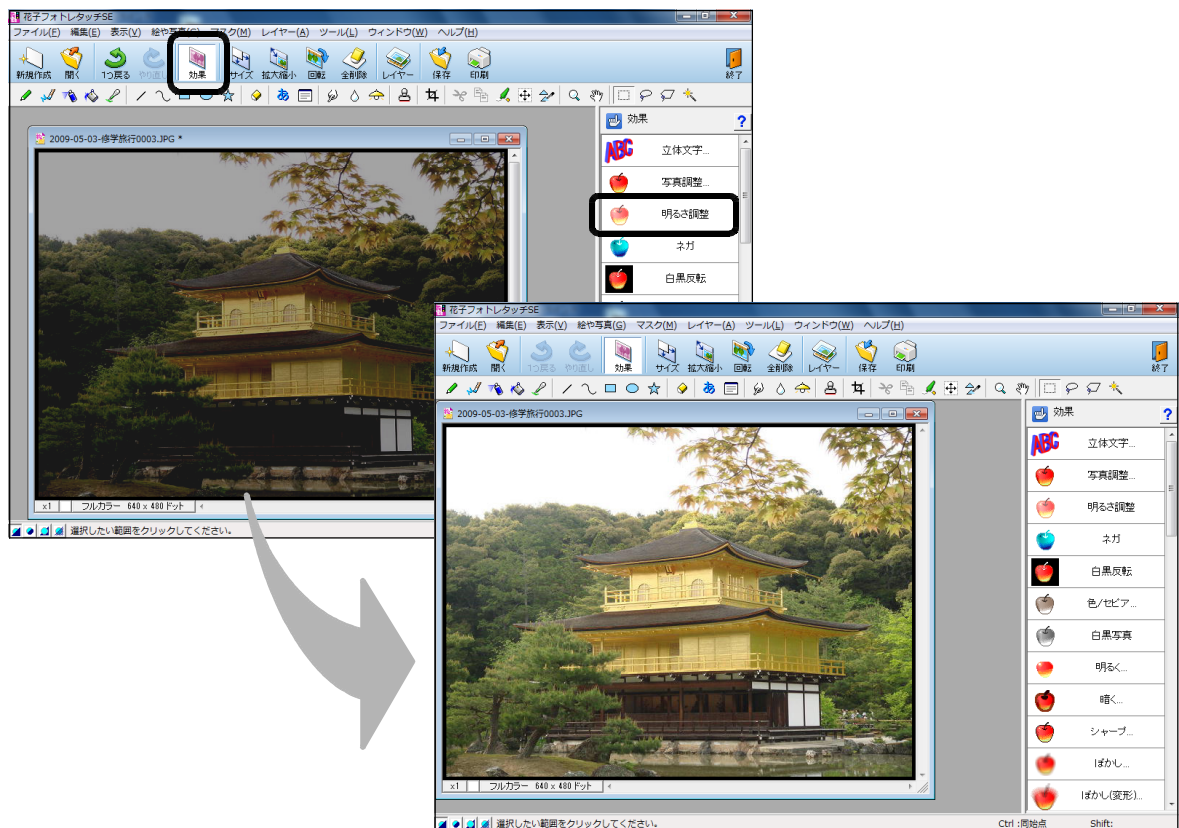 花子フォトレタッチSE
ファイル(F) 編集(E) 表示(V) 絵や写真(G) マスク(M) レイヤー(A) ツール(L) ウィンドウ(W) ヘルプ(H)
新規作成 開く 1つ戻る やり直し 効果 サイズ 拡大縮小 回転 全削除 レイヤー 保存 印刷 終了
あ
効果 ?
2009-05-03-修学旅行0003.JPG *
ABC 立体文字...
写真調整...
明るさ調整
ネガ
白黒反転
x1 フルカラー 640 x 480 ドット
選択したい範囲をクリックしてください。
花子フォトレタッチSE
ファイル(F) 編集(E) 表示(V) 絵や写真(G) マスク(M) レイヤー(A) ツール(L) ウィンドウ(W) ヘルプ(H)
新規作成 開く 1つ戻る やり直し 効果 サイズ 拡大縮小 回転 全削除 レイヤー 保存 印刷 終了
あ
2009-05-03-修学旅行0003.JPG
効果 ?
ABC 立体文字...
写真調整...
明るさ調整
ネガ
白黒反転
色/セピア...
白黒写真
明るく...
暗く...
シャープ...
ぼかし...
ぼかし(変形)...
x1 フルカラー 640 x 480 ドット
選択したい範囲をクリックしてください。 Ctrl :同始点 Shift: